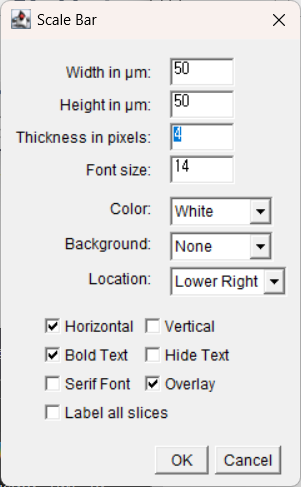 Scale Bar
Width in µm: 50
Height in µm: 50
Thickness in pixels: 4
Font size: 14
Color: White
Background: None
Location: Lower Right
Horizontal Vertical
Bold Text Hide Text
Serif Font Overlay
Label all slices
OK Cancel